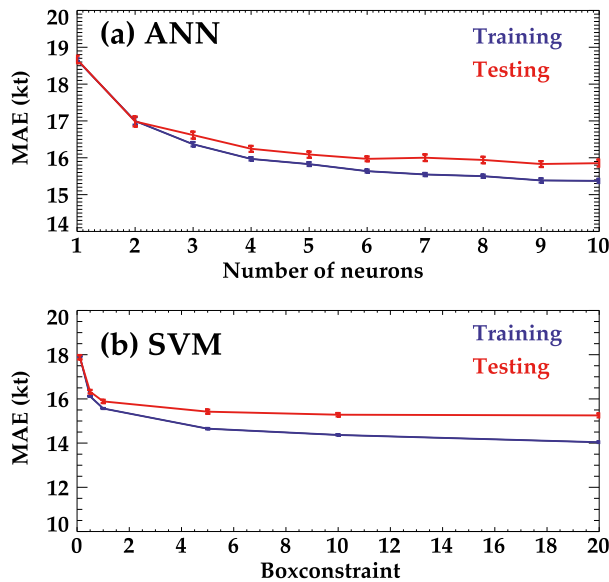 (a) ANN
Training
Testing
MAE (kt)
20
19
18
17
16
15
14
1 2 3 4 5 6 7 8 9 10
Number of neurons
(b) SVM
Training
Testing
MAE (kt)
20
18
16
14
12
10
0 2 4 6 8 10 12 14 16 18 20
Boxconstraint